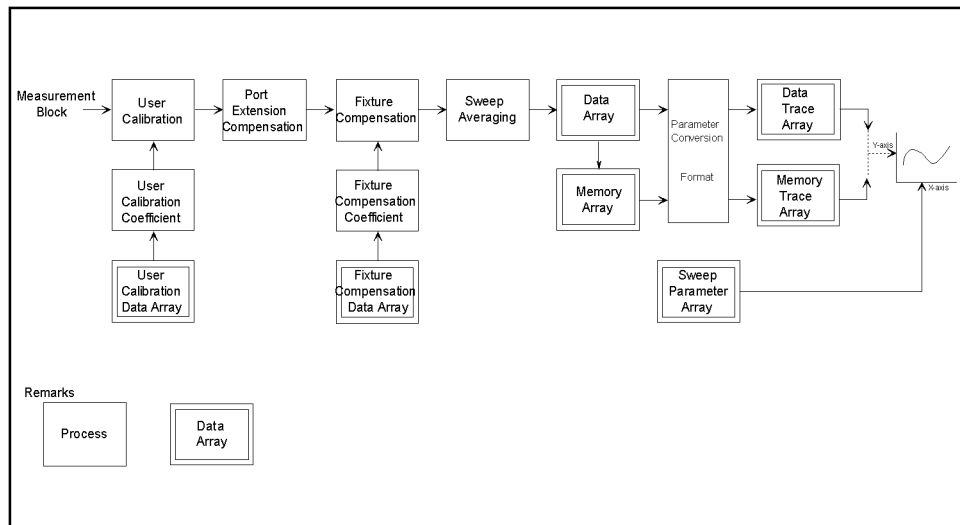 Measurement
Block
User
Calibration
Port
Extension
Compensation
Fixture
Compensation
Sweep
Averaging
Data
Array
Parameter
Conversion
Format
Data
Trace
Array
Y-axis
X-axis
User
Calibration
Coefficient
Fixture
Compensation
Coefficient
Memory
Array
Memory
Trace
Array
User
Calibration
Data Array
Fixture
Compensation
Data Array
Sweep
Parameter
Array
Remarks
Process
Data
Array